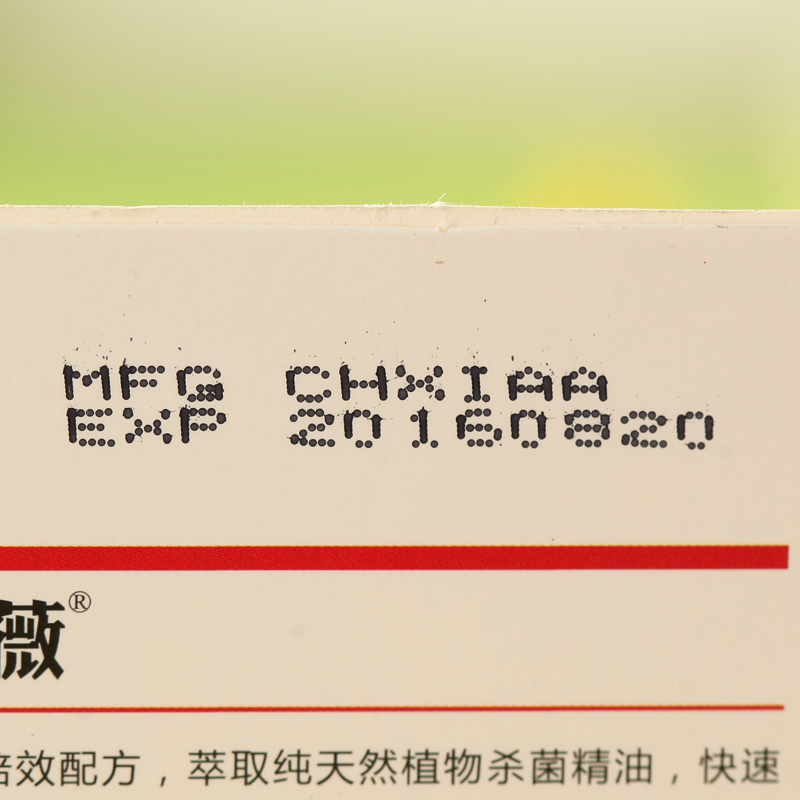 MFG CHXIAA
EXP 20160820
薇®
倍效配方，萃取纯天然植物杀菌精油，快速